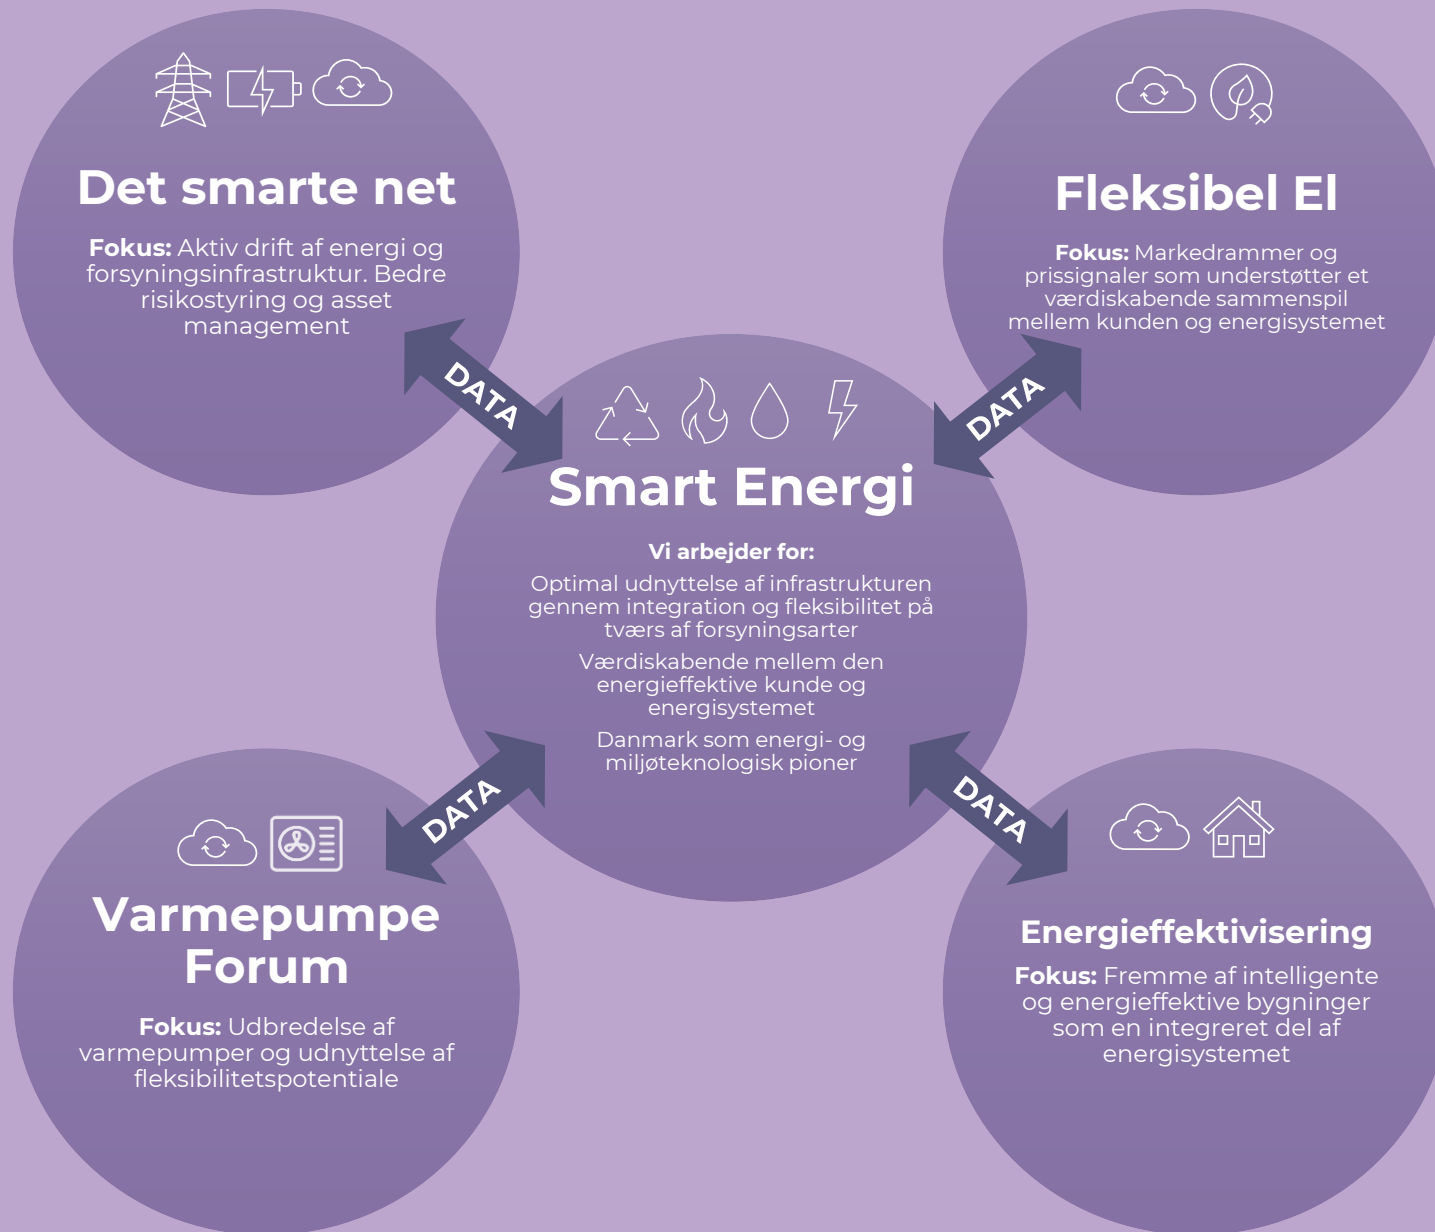 Det smarte net
Fokus: Aktiv drift af energi og
forsyningsinfrastruktur. Bedre
risikostyring og asset
management
DATA
Fleksibel El
Fokus: Markedrammer og
prissignaler som understøtter et
værdiskabende sammenspil
mellem kunden og energisystemet
DATA
Smart Energi
Vi arbejder for:
Optimal udnyttelse af infrastrukturen
gennem integration og fleksibilitet på
tværs af forsyningsarter
Værdiskabende mellem den
energieffektive kunde og
energisystemet
Danmark som energi- og
miljøteknologisk pioner
DATA
Varmepumpe
Forum
Fokus: Udbredelse af
varmepumper og udnyttelse af
fleksibilitetspotentiale
DATA
Energieffektivisering
Fokus: Fremme af intelligente
og energieffektive bygninger
som en integreret del af
energisystemet